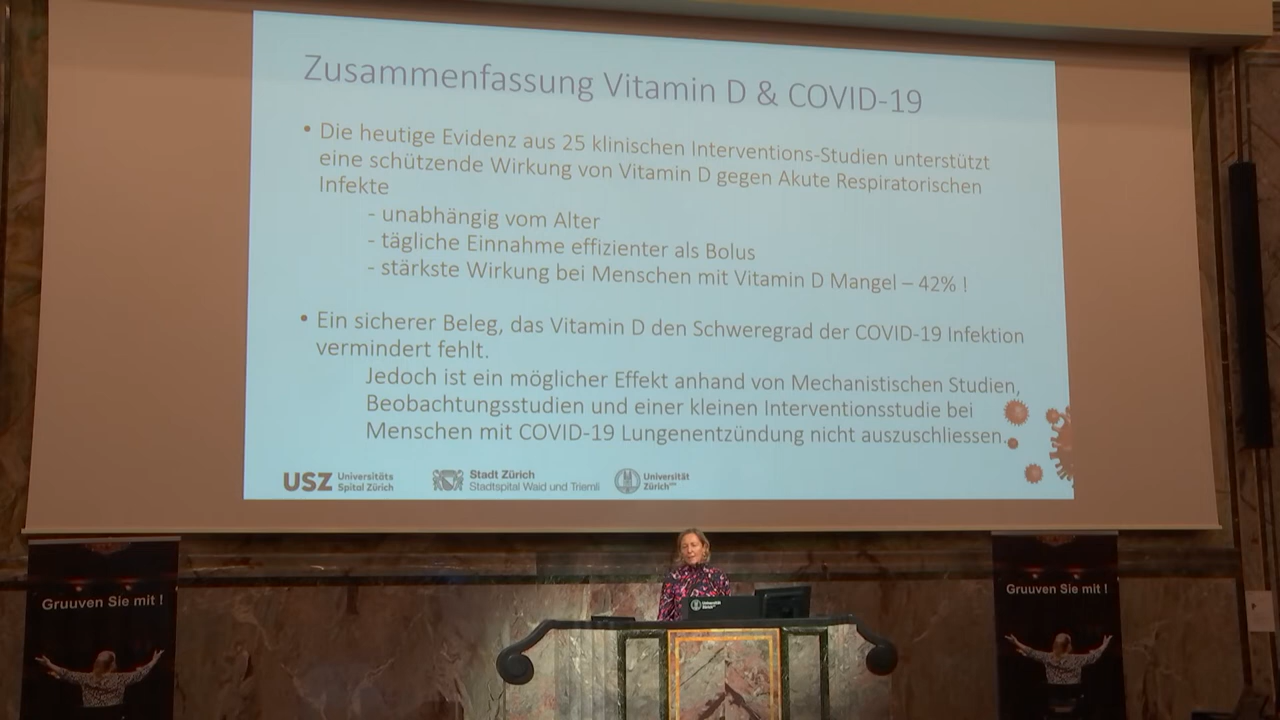 Zusammenfassung Vitamin D & COVID-19
• Die heutige Evidenz aus 25 klinischen Interventions-Studien unterstützt
eine schützende Wirkung von Vitamin D gegen Akute Respiratorischen
Infekte
- unabhängig vom Alter
- tägliche Einnahme effizienter als Bolus
- stärkste Wirkung bei Menschen mit Vitamin D Mangel – 42% !
• Ein sicherer Beleg, das Vitamin D den Schweregrad der COVID-19 Infektion
vermindert fehlt.
Jedoch ist ein möglicher Effekt anhand von Mechanistischen Studien,
Beobachtungsstudien und einer kleinen Interventionsstudie bei
Menschen mit COVID-19 Lungenentzündung nicht auszuschliessen.
USZ Universitäts
Spital Zürich
Stadt Zürich
Stadtspital Waid und Triemli
Universität
Zürich
Gruuven Sie mit !
Gruuven Sie mit !
Universität
Zürich